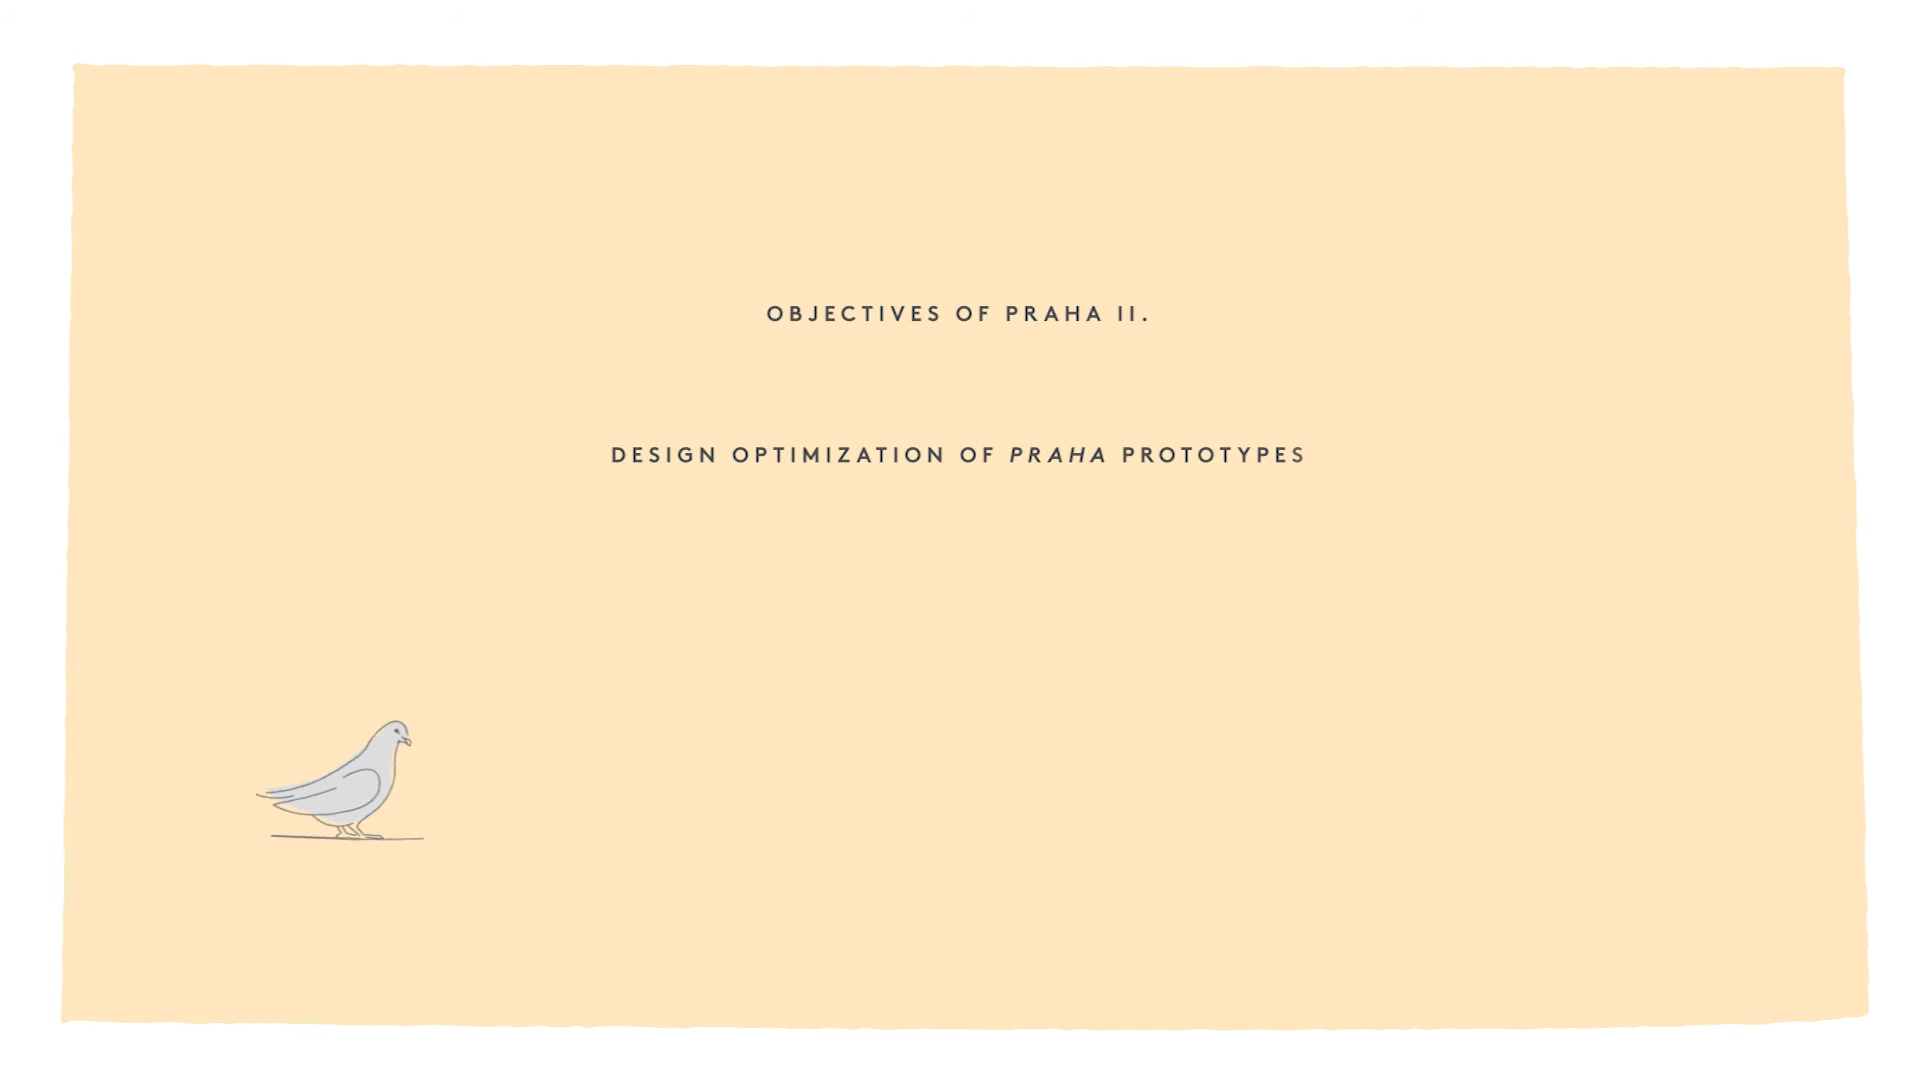 OBJECTIVES OF PRAHA II.
DESIGN OPTIMIZATION OF PRAHA PROTOTYPES